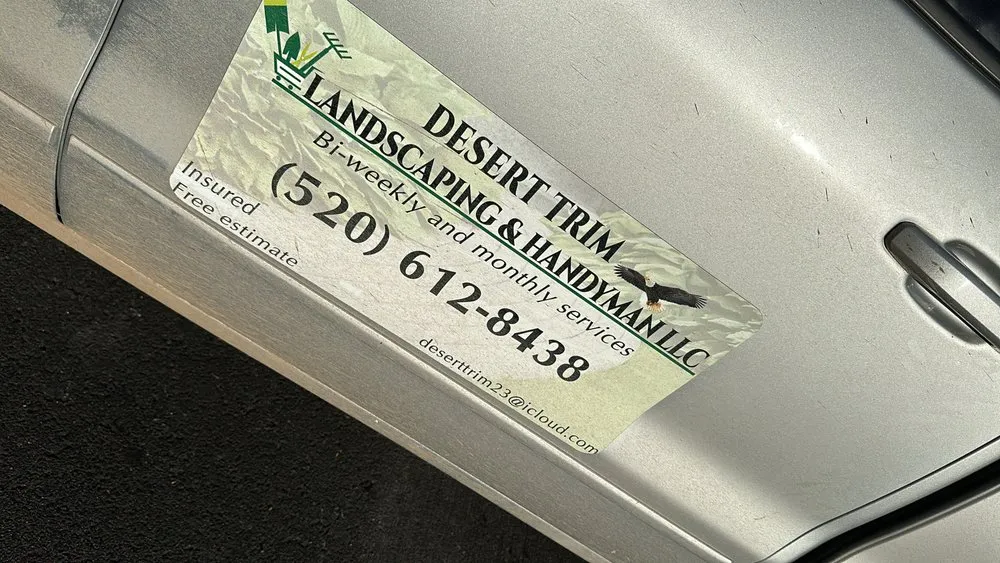 DESERT TRIM
LANDSCAPING & HANDYMAN LLC
Bi-weekly and monthly services
(520) 612-8438
Insured
Free estimate
deserttrim23@icloud.com